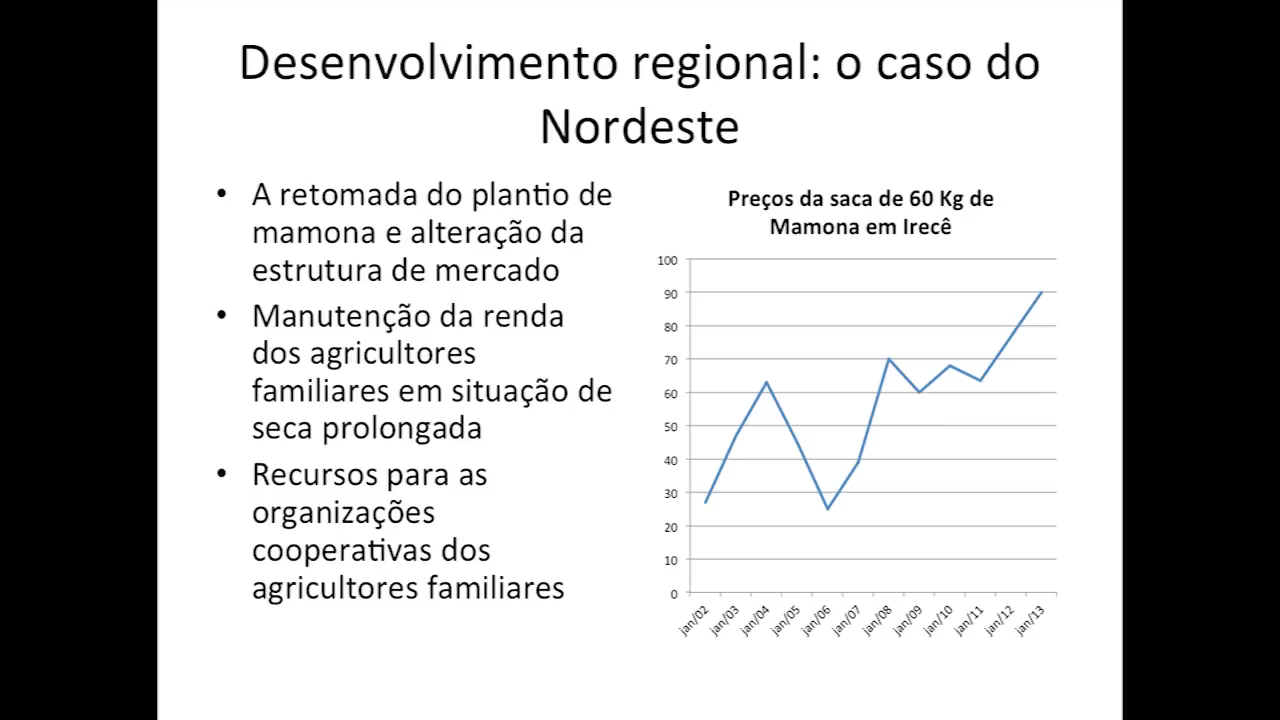 Desenvolvimento regional: o caso do
Nordeste
• A retomada do plantio de
mamona e alteração da
estrutura de mercado
• Manutenção da renda
dos agricultores
familiares em situação de
seca prolongada
• Recursos para as
organizações
cooperativas dos
agricultores familiares
Preços da saca de 60 Kg de
Mamona em Irecê
100
90
80
70
60
50
40
30
20
10
0
jan/02
jan/03
jan/04
jan/05
jan/06
jan/07
jan/08
jan/09
jan/10
jan/11
jan/12
jan/13